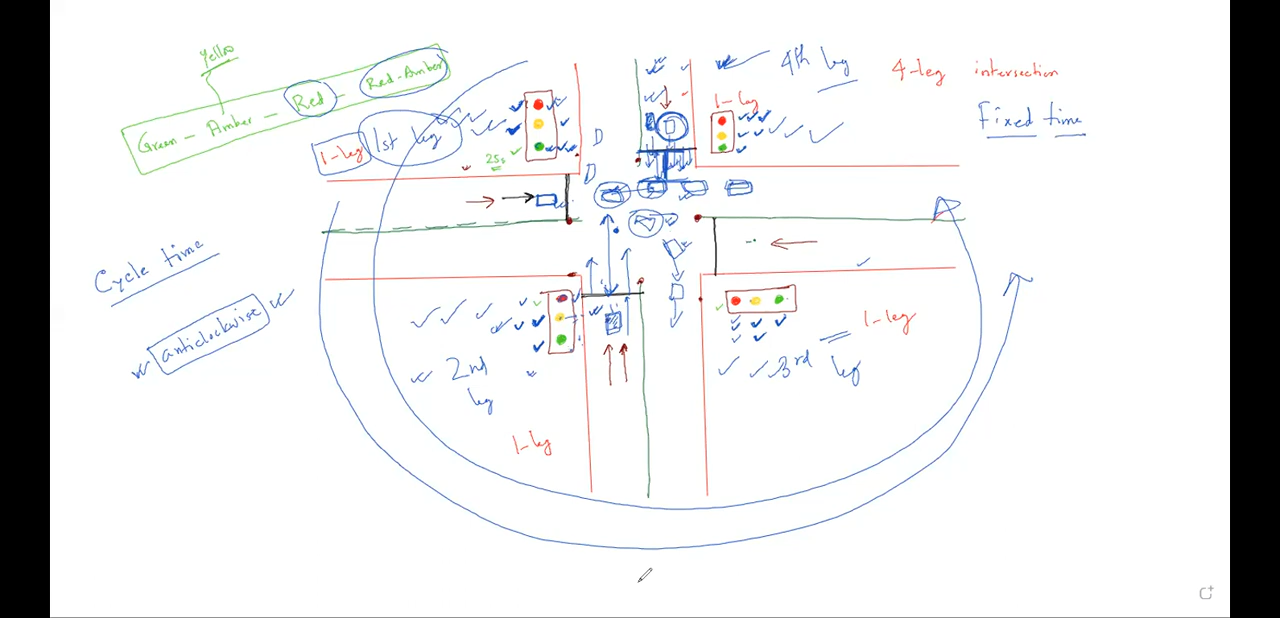 Yellow
Green - Amber - Red - Red-Amber
1-leg 1st leg
25s
D
D
1-leg
4th leg
4-leg intersection
Fixed time
Cycle time
anticlockwise
2nd leg
1-leg
3rd leg
1-leg